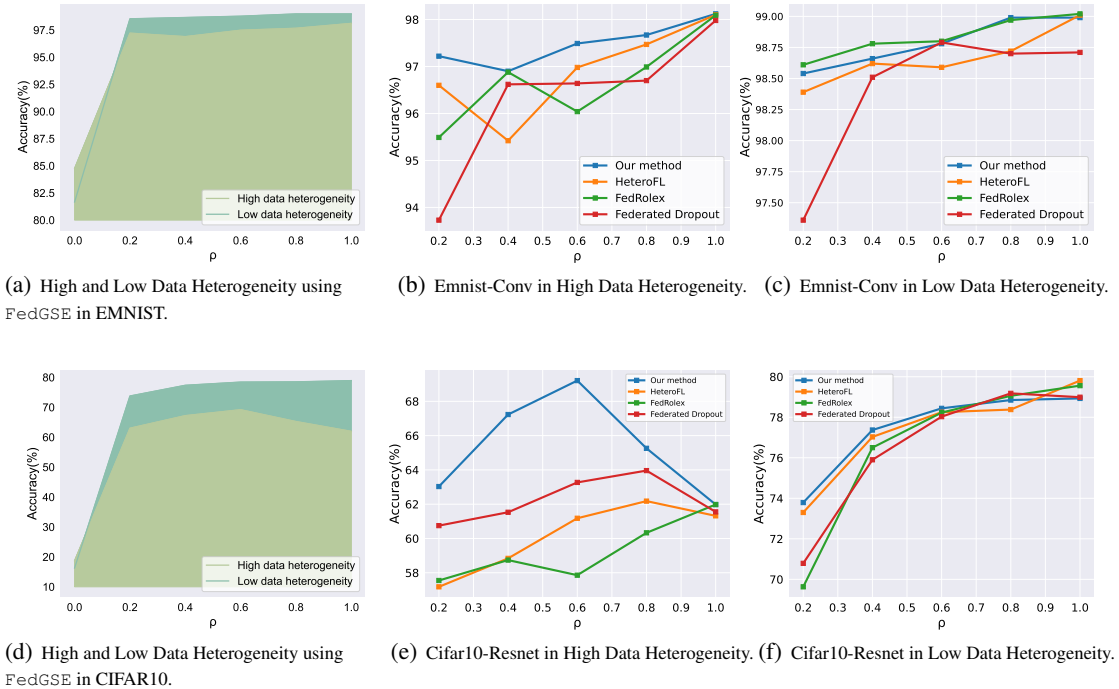 97.5
95.0
92.5
90.0
87.5
85.0
82.5
80.0
Accuracy(%)
0.0 0.2 0.4 0.6 0.8 1.0
ρ
High data heterogeneity
Low data heterogeneity
98
97
96
95
94
Accuracy(%)
0.2 0.3 0.4 0.5 0.6 0.7 0.8 0.9 1.0
ρ
Our method
HeteroFL
FedRolex
Federated Dropout
99.00
98.75
98.50
98.25
98.00
97.75
97.50
Accuracy(%)
0.2 0.3 0.4 0.5 0.6 0.7 0.8 0.9 1.0
ρ
Our method
HeteroFL
FedRolex
Federated Dropout
(a) High and Low Data Heterogeneity using
FedGSE in EMNIST.
(b) Emnist-Conv in High Data Heterogeneity.
(c) Emnist-Conv in Low Data Heterogeneity.
80
70
60
50
40
30
20
10
Accuracy(%)
0.0 0.2 0.4 0.6 0.8 1.0
ρ
High data heterogeneity
Low data heterogeneity
68
66
64
62
60
58
Accuracy(%)
0.2 0.3 0.4 0.5 0.6 0.7 0.8 0.9 1.0
ρ
Our method
HeteroFL
FedRolex
Federated Dropout
80
78
76
74
72
70
Accuracy(%)
0.2 0.3 0.4 0.5 0.6 0.7 0.8 0.9 1.0
ρ
Our method
HeteroFL
FedRolex
Federated Dropout
(d) High and Low Data Heterogeneity using
FedGSE in CIFAR10.
(e) Cifar10-Resnet in High Data Heterogeneity.
(f) Cifar10-Resnet in Low Data Heterogeneity.